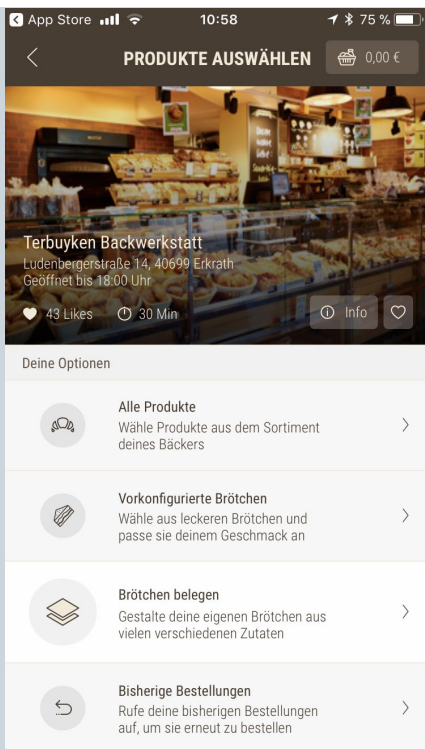 App Store 10:58 75 %
PRODUKTE AUSWÄHLEN 0,00 €
Terbuyken Backwerkstatt
Ludenbergerstraße 14, 40699 Erkrath
Geöffnet bis 18:00 Uhr
43 Likes 30 Min Info
Deine Optionen
Alle Produkte
Wähle Produkte aus dem Sortiment
deines Bäckers
Vorkonfigurierte Brötchen
Wähle aus leckeren Brötchen und
passe sie deinem Geschmack an
Brötchen belegen
Gestalte deine eigenen Brötchen aus
vielen verschiedenen Zutaten
Bisherige Bestellungen
Rufe deine bisherigen Bestellungen
auf, um sie erneut zu bestellen